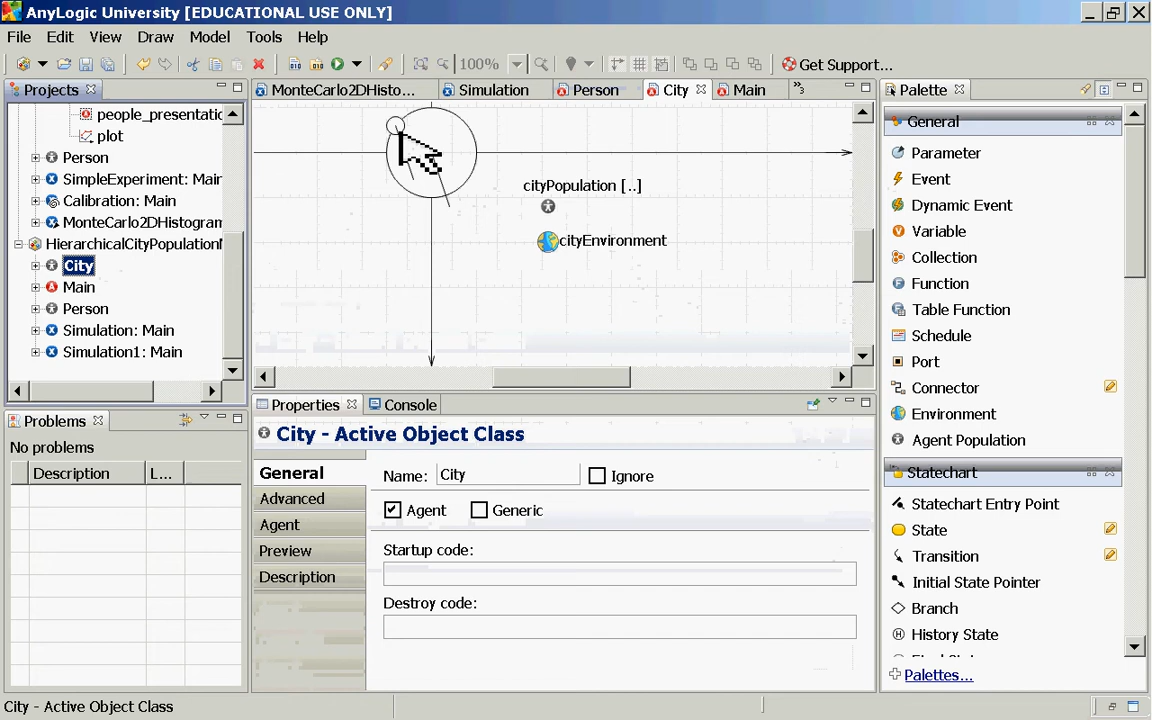 AnyLogic University [EDUCATIONAL USE ONLY]
File Edit View Draw Model Tools Help
100% Get Support...
Projects
people_presentatic
plot
Person
SimpleExperiment: Main
Calibration: Main
MonteCarlo2DHistogram
HierarchicalCityPopulation
City
Main
Person
Simulation: Main
Simulation1: Main
Problems
No problems
Description L...
MonteCarlo2DHisto... Simulation Person City Main »3
cityPopulation [..]
cityEnvironment
Properties Console
City - Active Object Class
General
Advanced
Agent
Preview
Description
Name: City Ignore
Agent Generic
Startup code:
Destroy code:
Palette
General
Parameter
Event
Dynamic Event
Variable
Collection
Function
Table Function
Schedule
Port
Connector
Environment
Agent Population
Statechart
Statechart Entry Point
State
Transition
Initial State Pointer
Branch
History State
Palettes...
City - Active Object Class